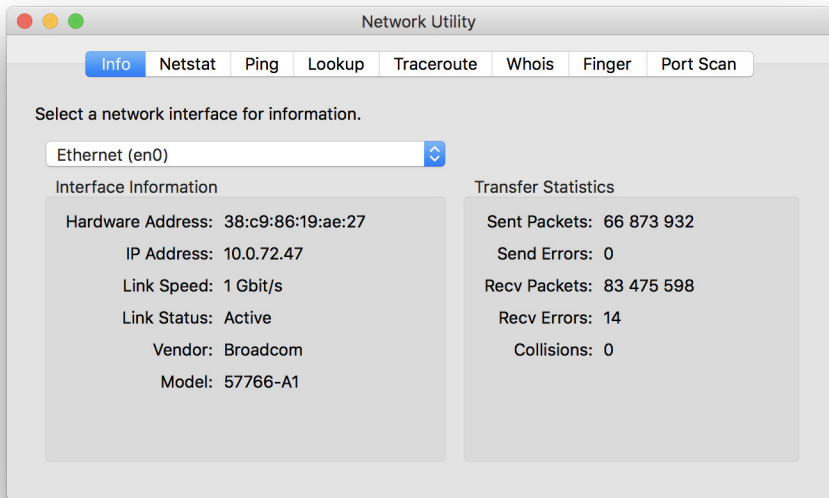 Network Utility
Info Netstat Ping Lookup Traceroute Whois Finger Port Scan
Select a network interface for information.
Ethernet (en0)
Interface Information
Hardware Address: 38:c9:86:19:ae:27
IP Address: 10.0.72.47
Link Speed: 1 Gbit/s
Link Status: Active
Vendor: Broadcom
Model: 57766-A1
Transfer Statistics
Sent Packets: 66 873 932
Send Errors: 0
Recv Packets: 83 475 598
Recv Errors: 14
Collisions: 0